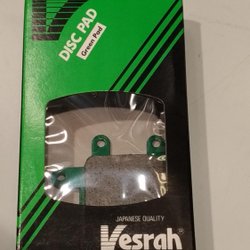 DISC PAD
Green Pad
JAPANESE QUALITY
Vesrah®